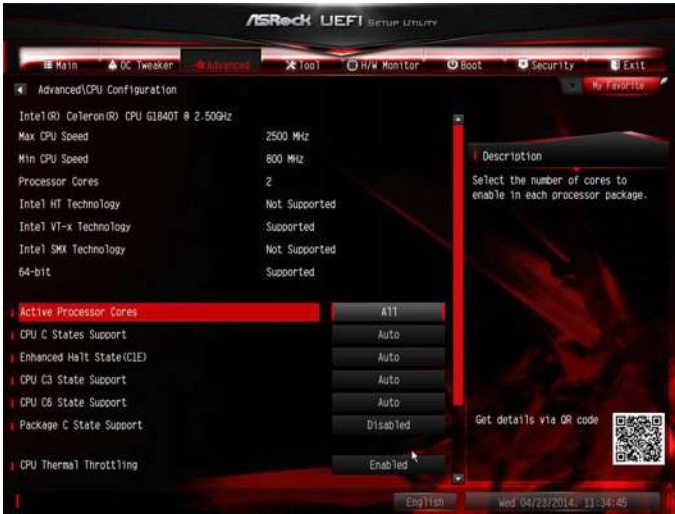 ASRock UEFI SETUP UTILITY
Main OC Tweaker Advanced Tool H/W Monitor Boot Security Exit
Advanced\CPU Configuration
My Favorite
Intel(R) Celeron(R) CPU G1840T @ 2.50GHz
Max CPU Speed 2500 MHz
Min CPU Speed 800 MHz
Processor Cores 2
Intel HT Technology Not Supported
Intel VT-x Technology Supported
Intel SMX Technology Not Supported
64-bit Supported
Active Processor Cores All
CPU C States Support Auto
Enhanced Halt State(C1E) Auto
CPU C3 State Support Auto
CPU C6 State Support Auto
Package C State Support Disabled
CPU Thermal Throttling Enabled
Description
Select the number of cores to
enable in each processor package.
Get details via QR code
English Wed 04/23/2014. 11:34:45